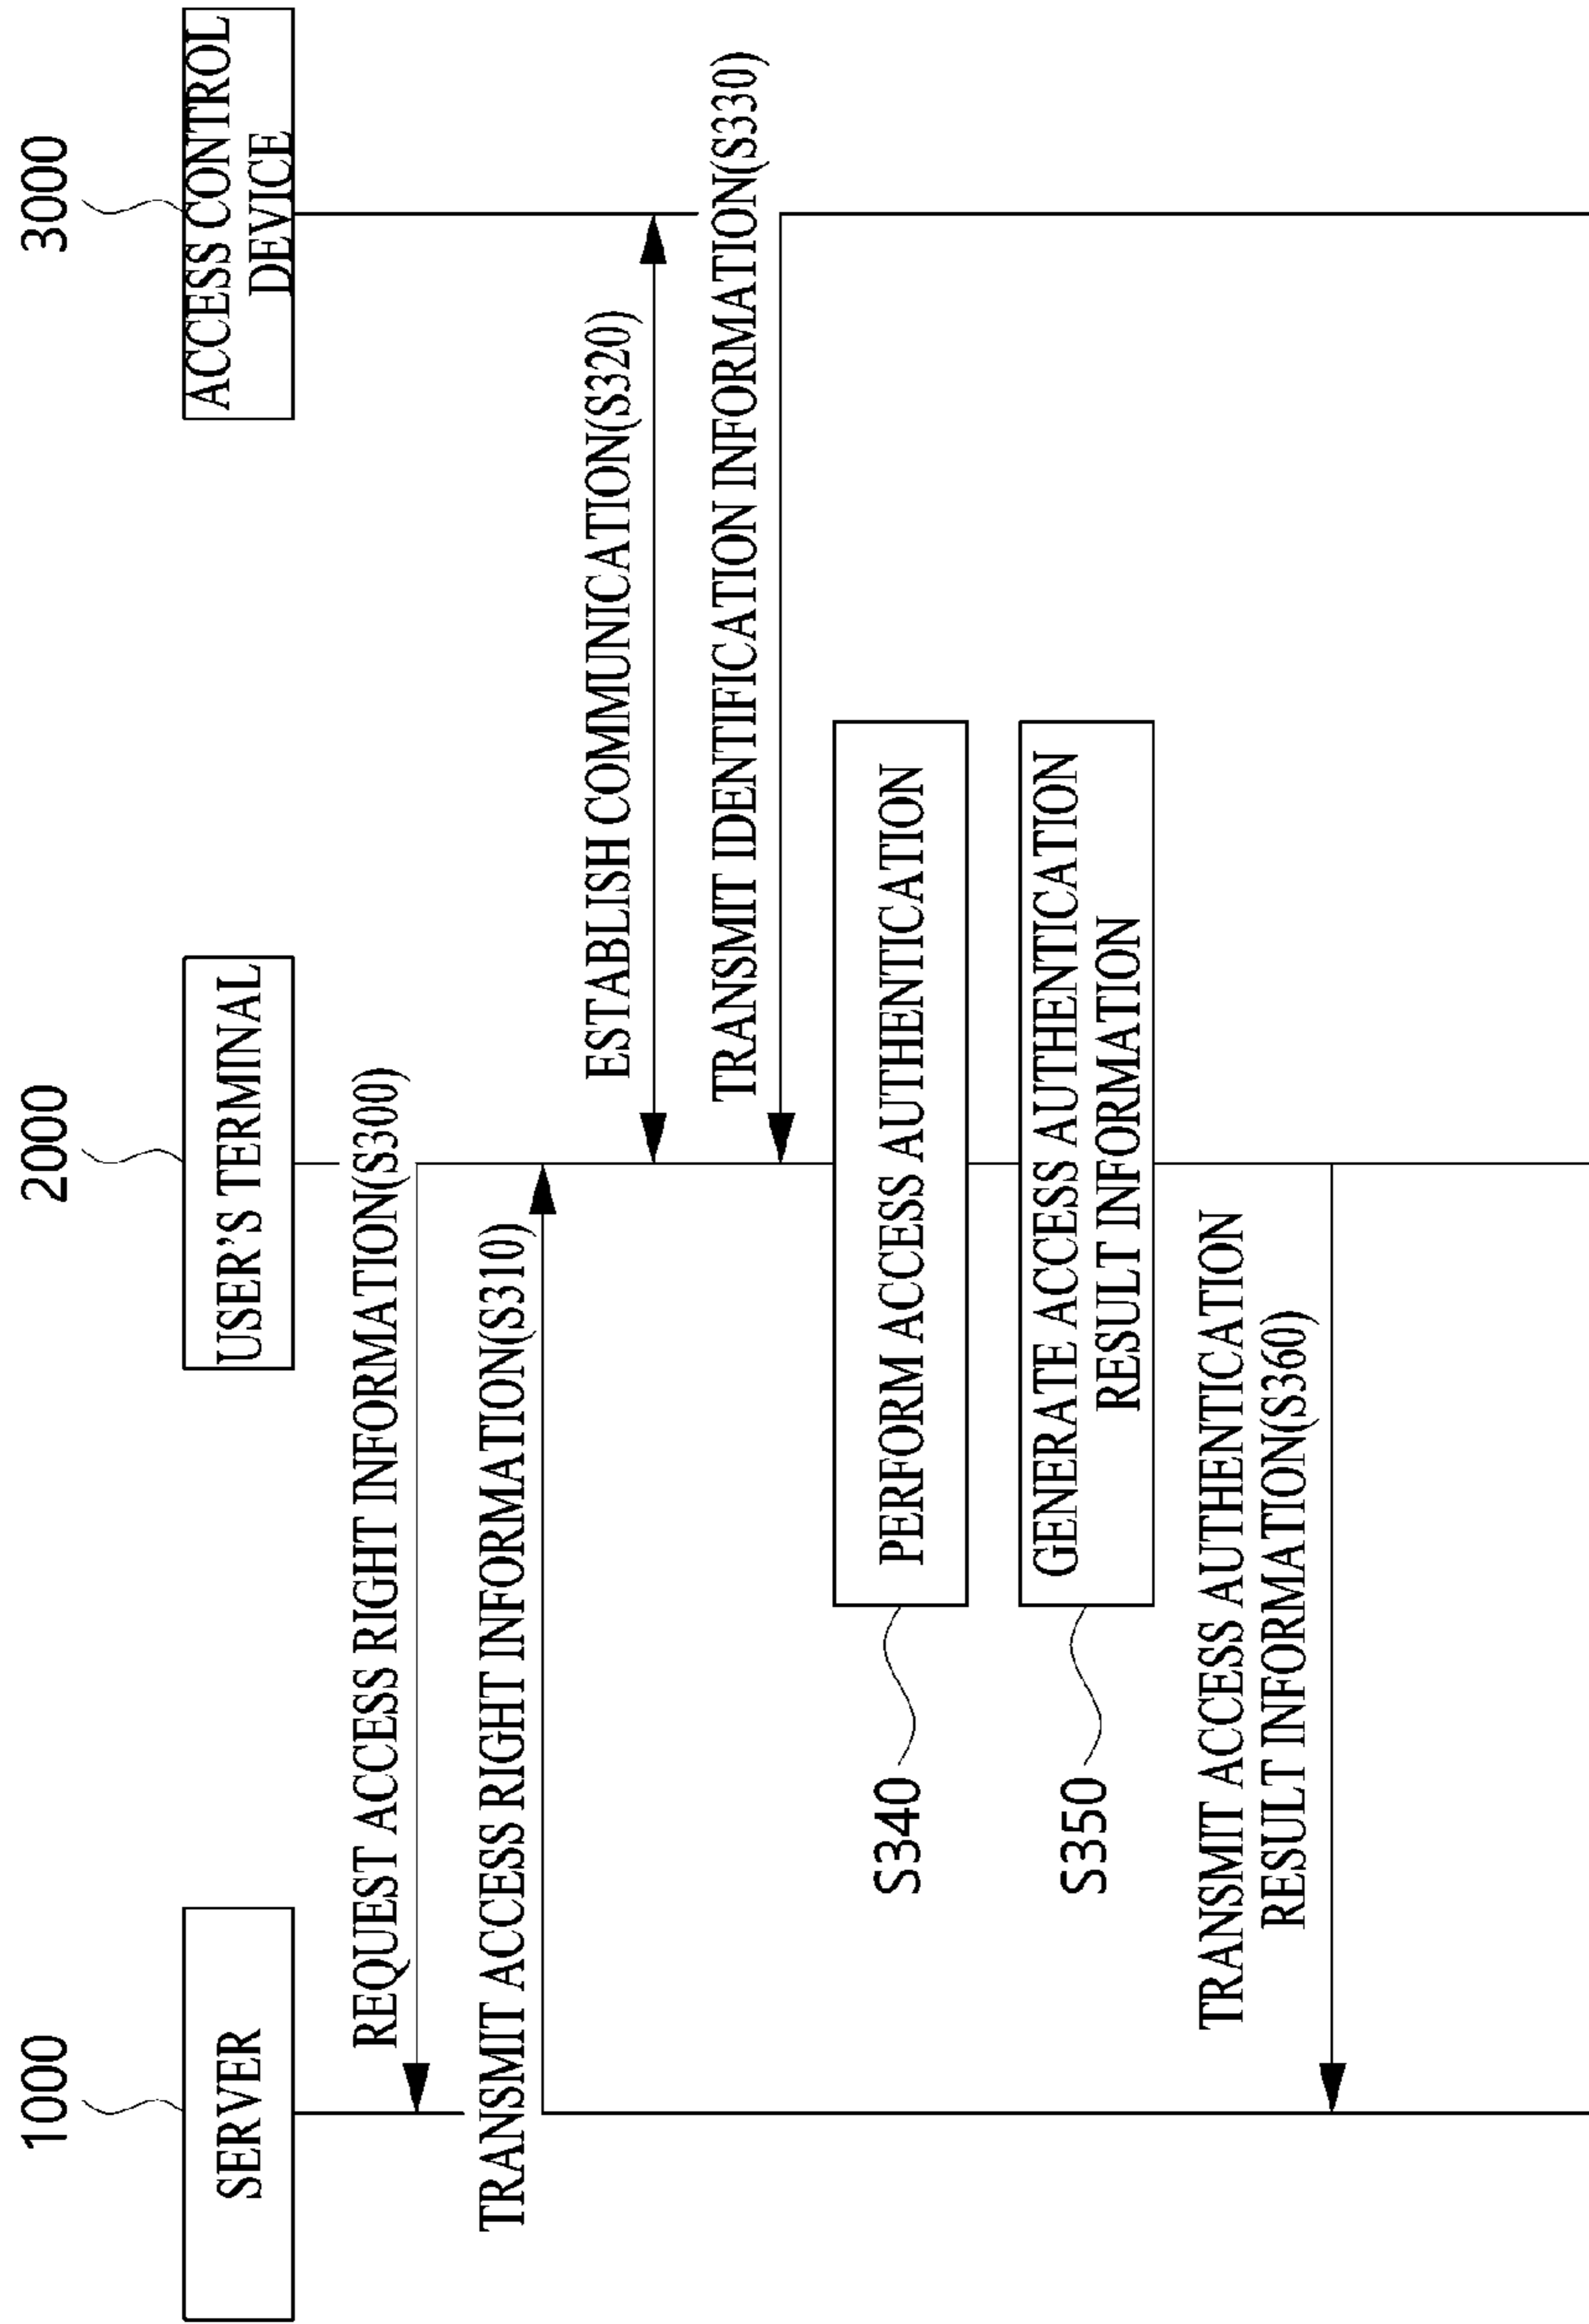 1000
2000
3000
SERVER
USER'S TERMINAL
ACCESS CONTROL
DEVICE
REQUEST ACCESS RIGHT INFORMATION(S300)
TRANSMIT ACCESS RIGHT INFORMATION(S310)
ESTABLISH COMMUNICATION(S320)
TRANSMIT IDENTIFICATION INFORMATION(S330)
S340
PERFORM ACCESS AUTHENTICATION
S350
GENERATE ACCESS AUTHENTICATION
RESULT INFORMATION
TRANSMIT ACCESS AUTHENTICATION
RESULT INFORMATION(S360)